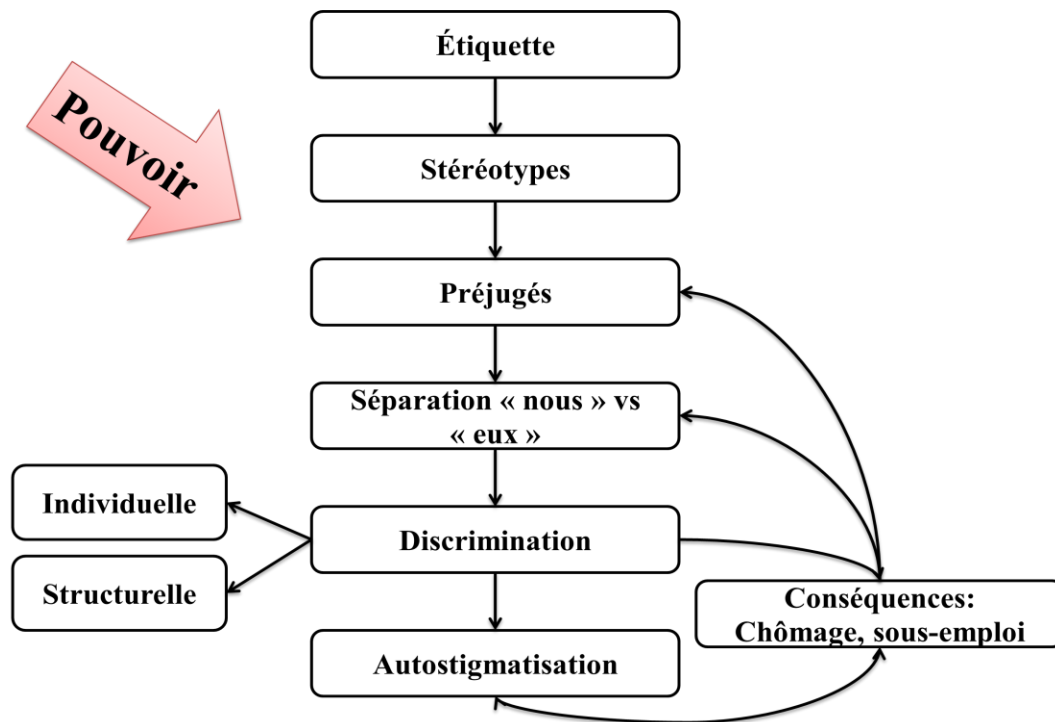 Étiquette
Pouvoir
Stéréotypes
Préjugés
Séparation « nous » vs
« eux »
Individuelle
Discrimination
Structurelle
Conséquences:
Chômage, sous-emploi
Autostigmatisation